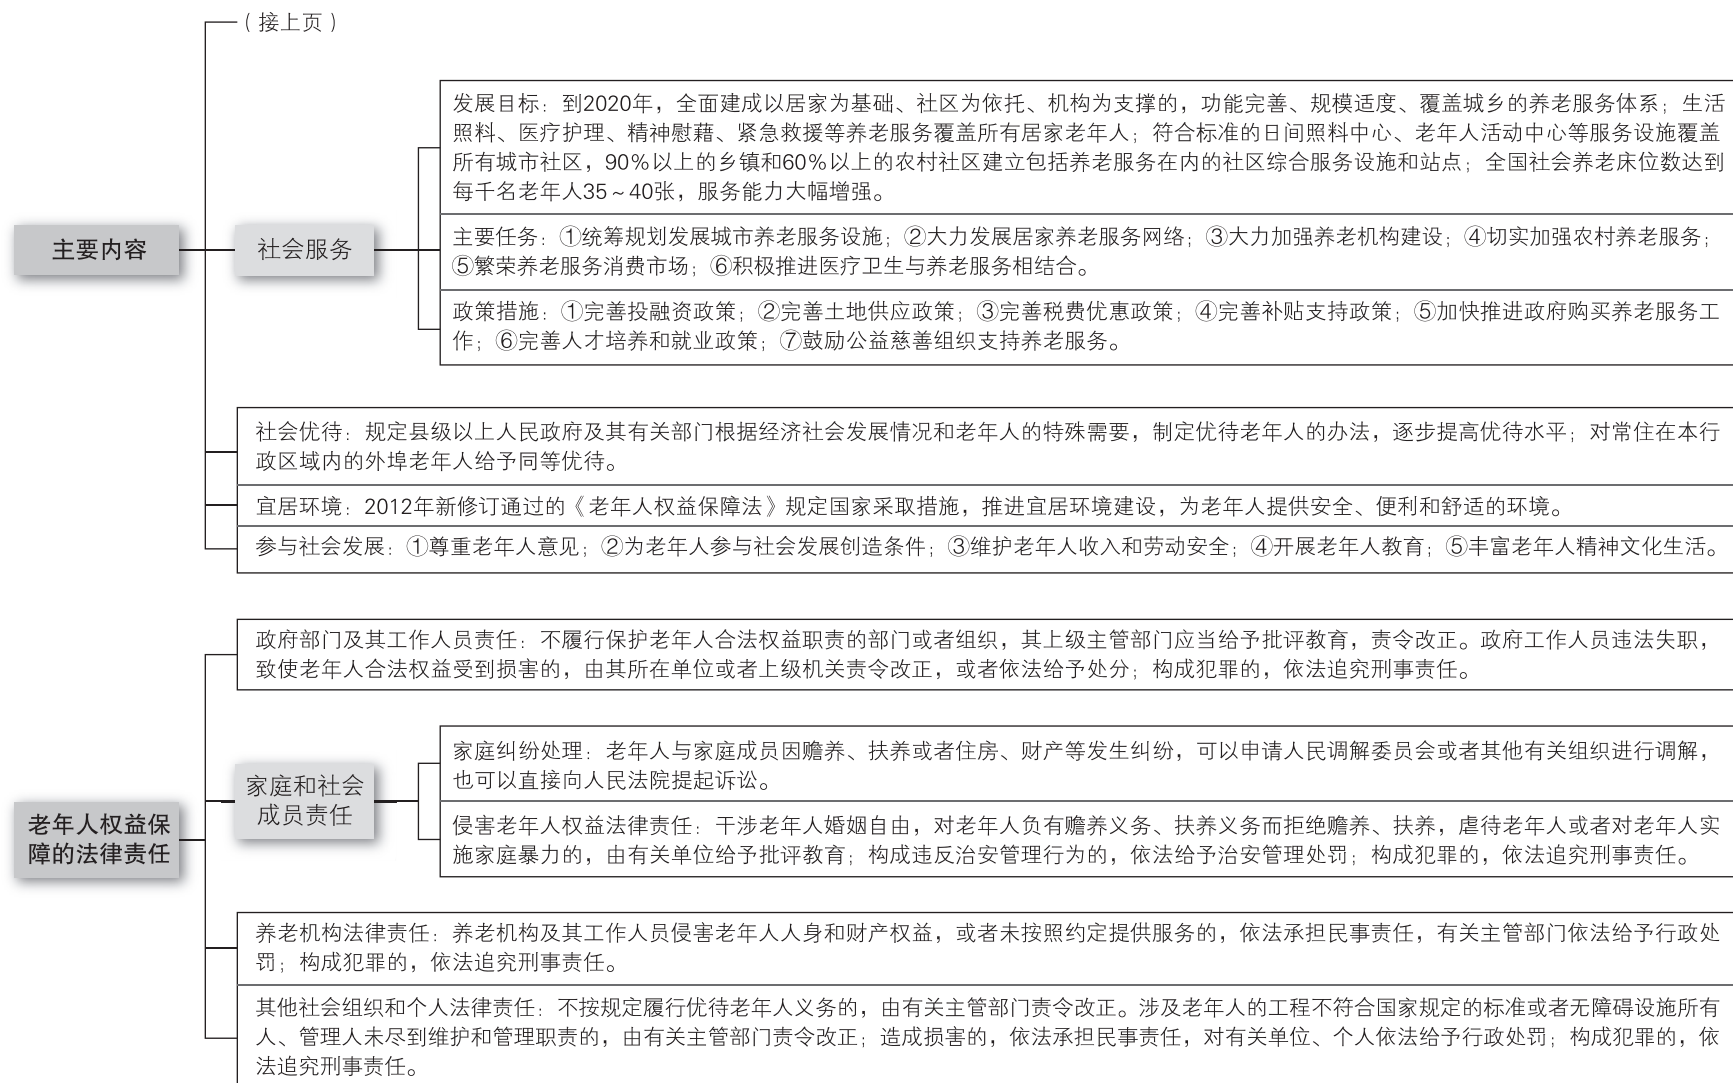 （接上页）
发展目标：到2020年，全面建成以居家为基础、社区为依托、机构为支撑的，功能完善、规模适度、覆盖城乡的养老服务体系；生活
照料、医疗护理、精神慰藉、紧急救援等养老服务覆盖所有居家老年人；符合标准的日间照料中心、老年人活动中心等服务设施覆盖
所有城市社区，90%以上的乡镇和60%以上的农村社区建立包括养老服务在内的社区综合服务设施和站点；全国社会养老床位数达到
每千名老年人35～40张，服务能力大幅增强。
主要内容
社会服务
主要任务：①统筹规划发展城市养老服务设施；②大力发展居家养老服务网络；③大力加强养老机构建设；④切实加强农村养老服务；
⑤繁荣养老服务消费市场；⑥积极推进医疗卫生与养老服务相结合。
政策措施：①完善投融资政策；②完善土地供应政策；③完善税费优惠政策；④完善补贴支持政策；⑤加快推进政府购买养老服务工
作；⑥完善人才培养和就业政策；⑦鼓励公益慈善组织支持养老服务。
社会优待：规定县级以上人民政府及其有关部门根据经济社会发展情况和老年人的特殊需要，制定优待老年人的办法，逐步提高优待水平；对常住在本行
政区域内的外埠老年人给予同等优待。
宜居环境：2012年新修订通过的《老年人权益保障法》规定国家采取措施，推进宜居环境建设，为老年人提供安全、便利和舒适的环境。
参与社会发展：①尊重老年人意见；②为老年人参与社会发展创造条件；③维护老年人收入和劳动安全；④开展老年人教育；⑤丰富老年人精神文化生活。
政府部门及其工作人员责任：不履行保护老年人合法权益职责的部门或者组织，其上级主管部门应当给予批评教育，责令改正。政府工作人员违法失职，
致使老年人合法权益受到损害的，由其所在单位或者上级机关责令改正，或者依法给予处分；构成犯罪的，依法追究刑事责任。
家庭和社会
成员责任
家庭纠纷处理：老年人与家庭成员因赡养、扶养或者住房、财产等发生纠纷，可以申请人民调解委员会或者其他有关组织进行调解，
也可以直接向人民法院提起诉讼。
老年人权益保
障的法律责任
侵害老年人权益法律责任：干涉老年人婚姻自由，对老年人负有赡养义务、扶养义务而拒绝赡养、扶养，虐待老年人或者对老年人实
施家庭暴力的，由有关单位给予批评教育；构成违反治安管理行为的，依法给予治安管理处罚；构成犯罪的，依法追究刑事责任。
养老机构法律责任：养老机构及其工作人员侵害老年人人身和财产权益，或者未按照约定提供服务的，依法承担民事责任，有关主管部门依法给予行政处
罚；构成犯罪的，依法追究刑事责任。
其他社会组织和个人法律责任：不按规定履行优待老年人义务的，由有关主管部门责令改正。涉及老年人的工程不符合国家规定的标准或者无障碍设施所有
人、管理人未尽到维护和管理职责的，由有关主管部门责令改正；造成损害的，依法承担民事责任，对有关单位、个人依法给予行政处罚；构成犯罪的，依
法追究刑事责任。